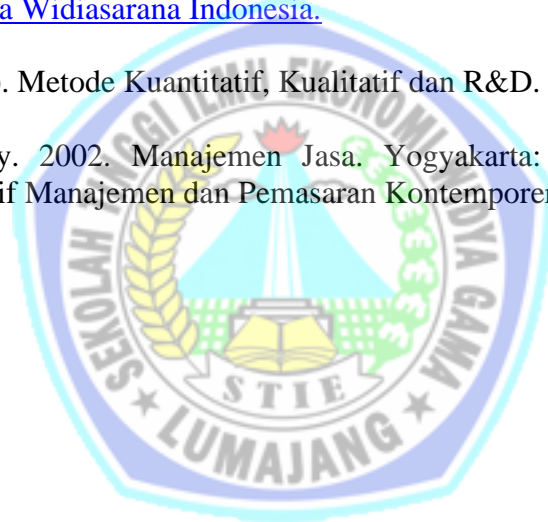 a Widiasarana Indonesia.
). Metode Kuantitatif, Kualitatif dan R&D.
y. 2002. Manajemen Jasa. Yogyakarta:
if Manajemen dan Pemasaran Kontemporer
SEKOLAH TINGGI ILMU EKONOMI WIDYA GAMA
STIE
LUMAJANG